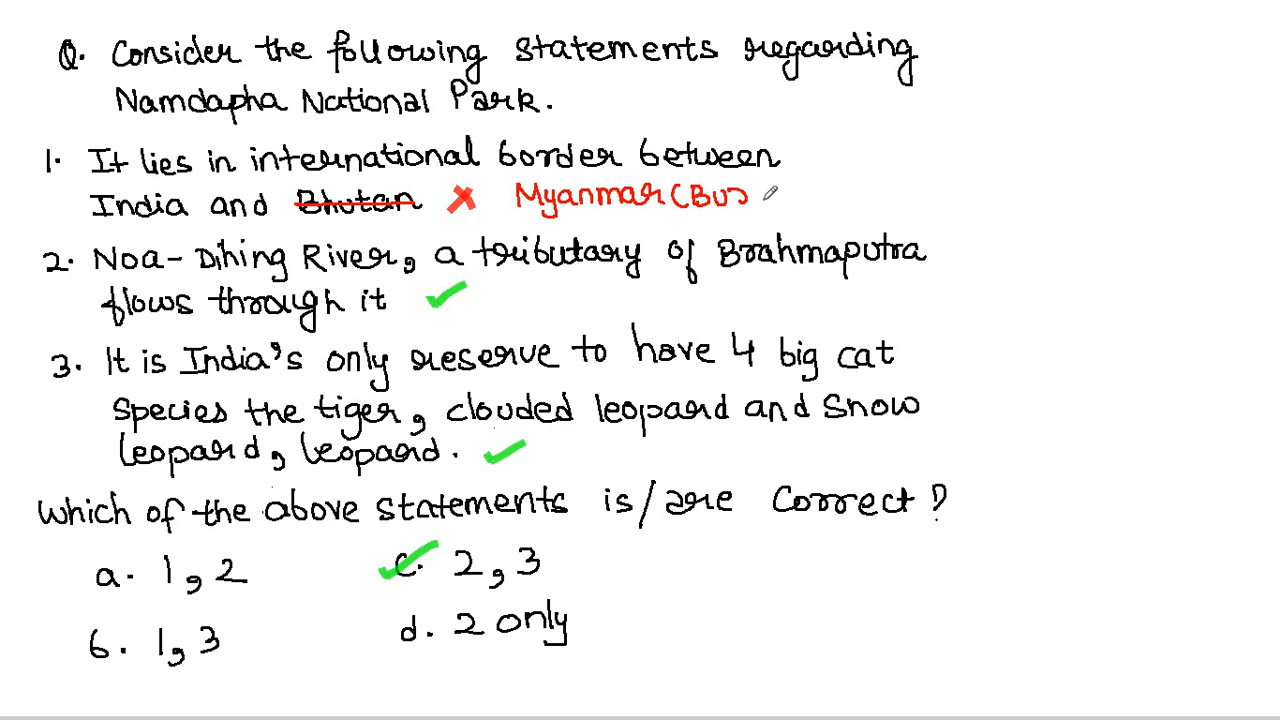 Q. Consider the following statements regarding
Namdapha National Park.
1. It lies in international border between
India and Bhutan ✗ Myanmar (Bu
2. Noa-Dihing River, a tributary of Brahmaputra
flows through it ✓
3. It is India's only reserve to have 4 big cat
species the tiger, clouded leopard and snow
leopard, leopard. ✓
Which of the above statements is/are correct?
a. 1, 2
✓ c. 2, 3
b. 1, 3
d. 2 only